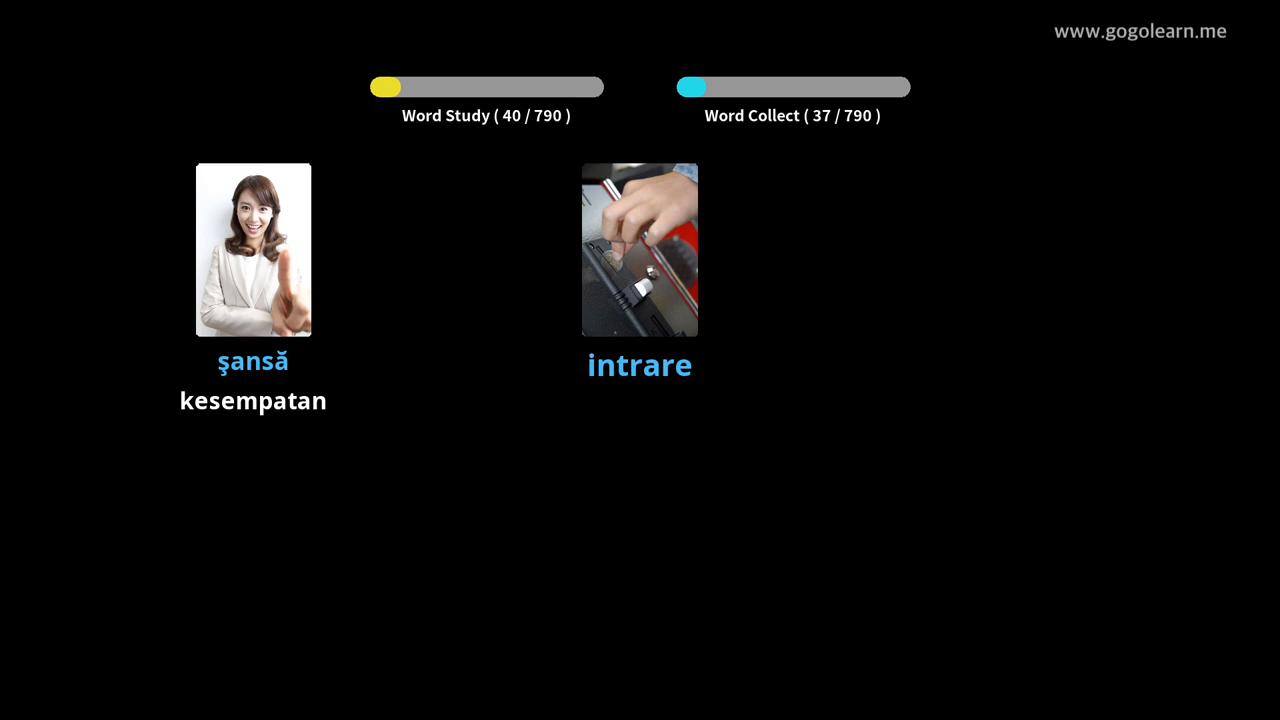 www.gogolearn.me
Word Study ( 40 / 790 )
Word Collect ( 37 / 790 )
şansă
kesempatan
intrare